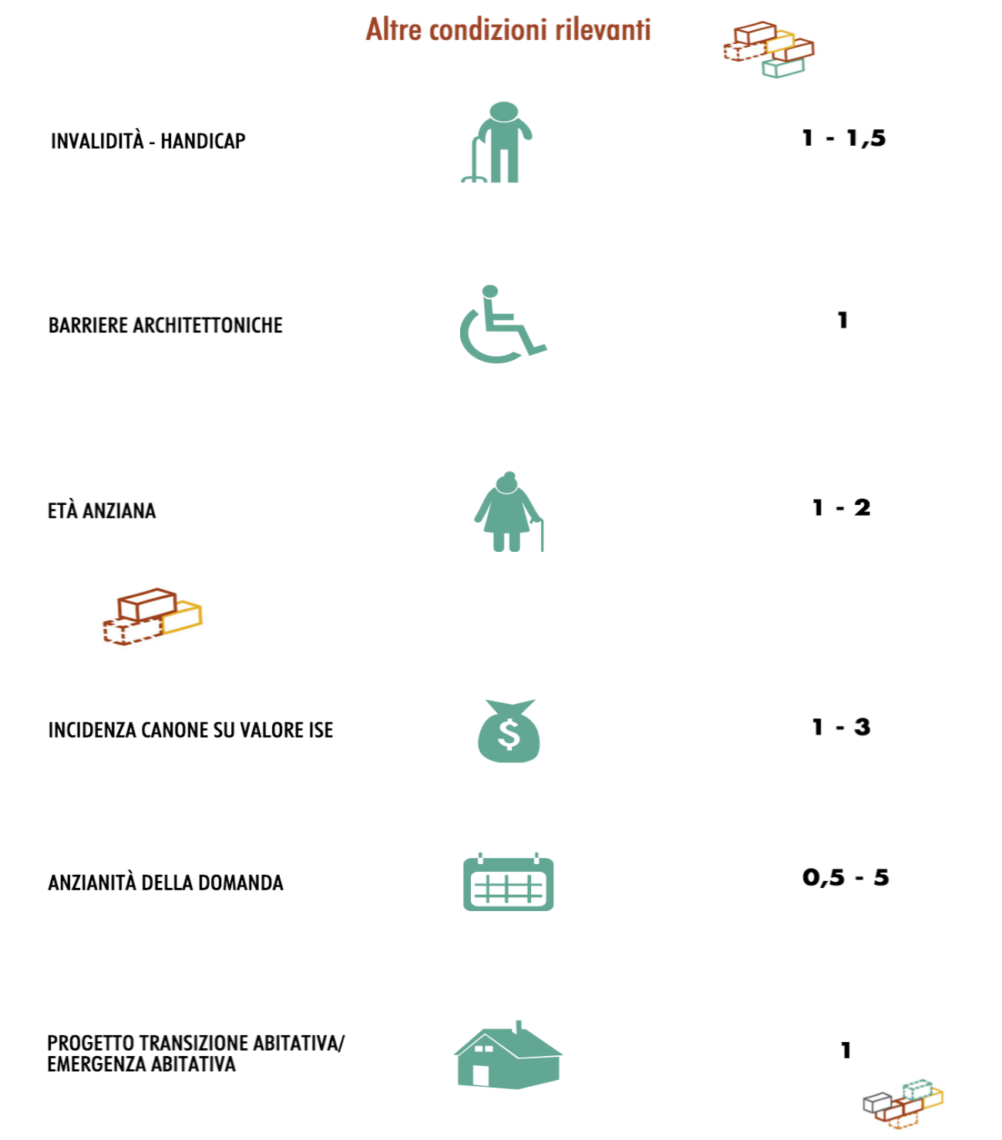 Altre condizioni rilevanti
INVALIDITÀ - HANDICAP
1 - 1,5
BARRIERE ARCHITETTONICHE
1
ETÀ ANZIANA
1 - 2
INCIDENZA CANONE SU VALORE ISE
$
1 - 3
ANZIANITÀ DELLA DOMANDA
0,5 - 5
PROGETTO TRANSIZIONE ABITATIVA/
EMERGENZA ABITATIVA
1